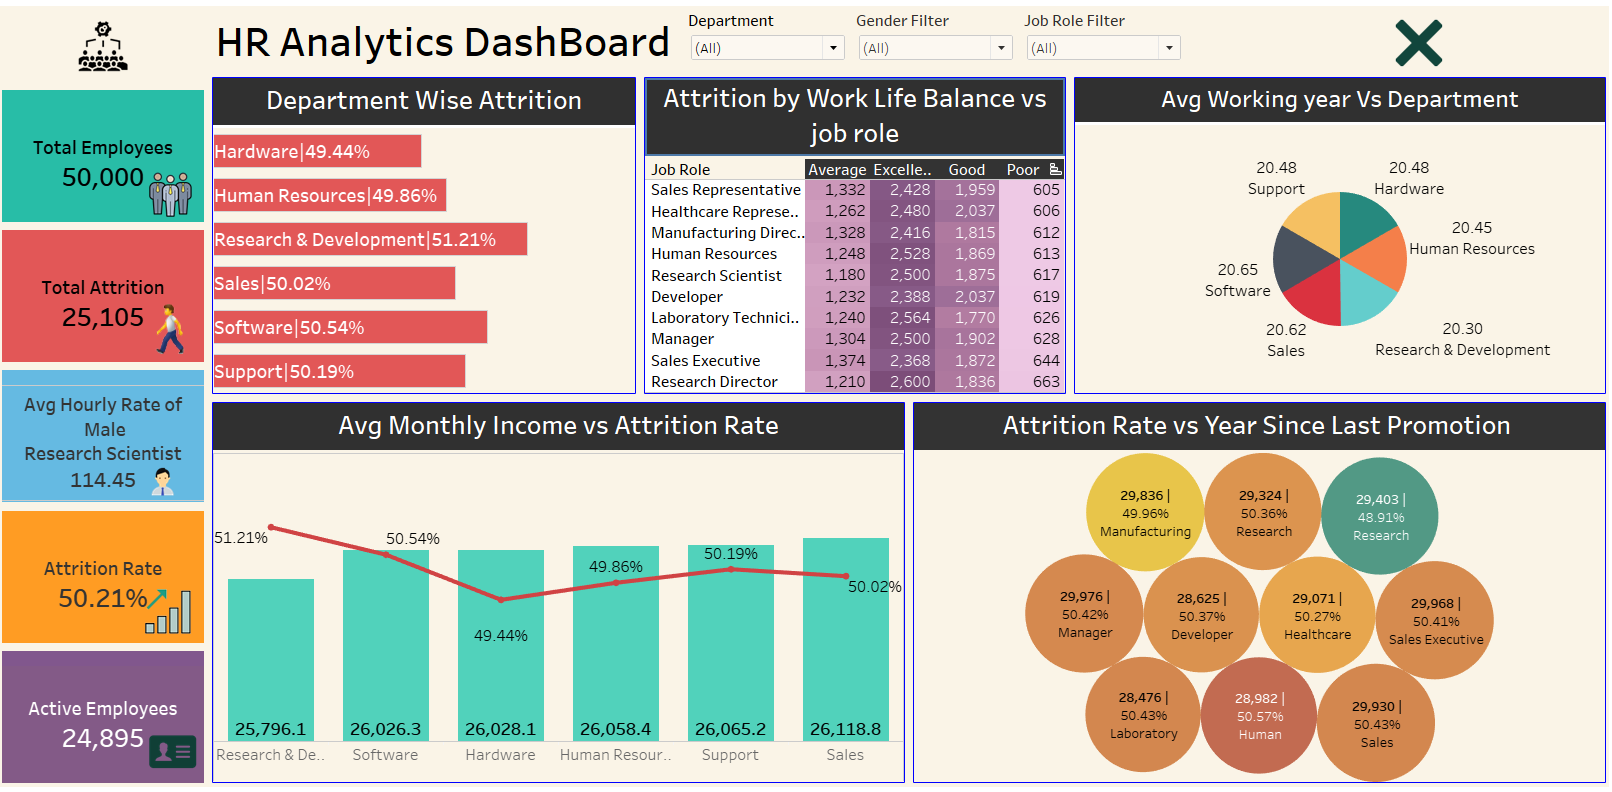 HR Analytics DashBoard
Department
(All)
Gender Filter
(All)
Job Role Filter
(All)
Total Employees
50,000
Total Attrition
25,105
Avg Hourly Rate of
Male
Research Scientist
114.45
Attrition Rate
50.21%
Active Employees
24,895
Department Wise Attrition
Hardware|49.44%
Human Resources|49.86%
Research & Development|51.21%
Sales|50.02%
Software|50.54%
Support|50.19%
Attrition by Work Life Balance vs
job role
Job Role Average Excelle.. Good Poor
Sales Representative 1,332 2,428 1,959 605
Healthcare Represe.. 1,262 2,480 2,037 606
Manufacturing Direc.. 1,328 2,416 1,815 612
Human Resources 1,248 2,528 1,869 613
Research Scientist 1,180 2,500 1,875 617
Developer 1,232 2,388 2,037 619
Laboratory Technici.. 1,240 2,564 1,770 626
Manager 1,304 2,500 1,902 628
Sales Executive 1,374 2,368 1,872 644
Research Director 1,210 2,600 1,836 663
Avg Working year Vs Department
20.48
Support
20.48
Hardware
20.45
Human Resources
20.65
Software
20.62
Sales
20.30
Research & Development
Avg Monthly Income vs Attrition Rate
51.21%
50.54%
49.44%
49.86%
50.19%
50.02%
25,796.1 26,026.3 26,028.1 26,058.4 26,065.2 26,118.8
Research & De.. Software Hardware Human Resour.. Support Sales
Attrition Rate vs Year Since Last Promotion
29,836 |
49.96%
Manufacturing
29,324 |
50.36%
Research
29,403 |
48.91%
Research
29,976 |
50.42%
Manager
28,625 |
50.37%
Developer
29,071 |
50.27%
Healthcare
29,968 |
50.41%
Sales Executive
28,476 |
50.43%
Laboratory
28,982 |
50.57%
Human
29,930 |
50.43%
Sales